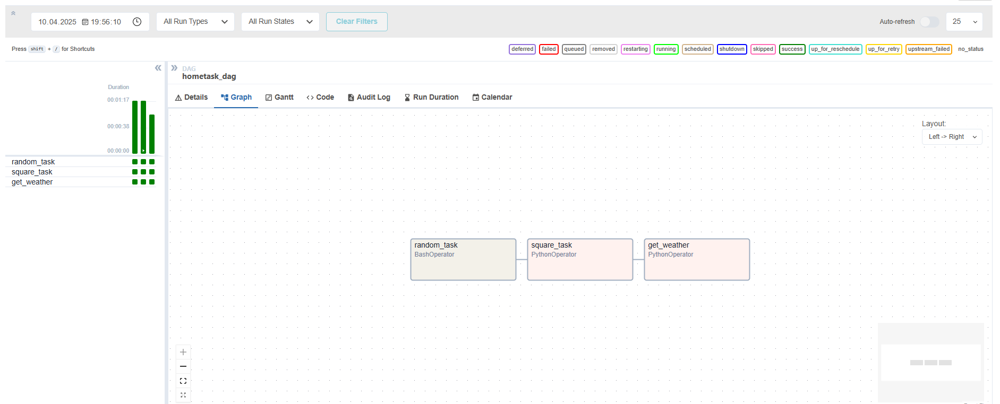 10.04.2025 19:56:10
All Run Types
All Run States
Clear Filters
Auto-refresh
25
Press shift + / for Shortcuts
deferred failed queued removed restarting running scheduled shutdown skipped success up_for_reschedule up_for_retry upstream_failed no_status
DAG
hometask_dag
Duration
00:01:17
00:00:38
00:00:00
random_task
square_task
get_weather
Details Graph Gantt Code Audit Log Run Duration Calendar
Layout:
Left -> Right
random_task
BashOperator
square_task
PythonOperator
get_weather
PythonOperator